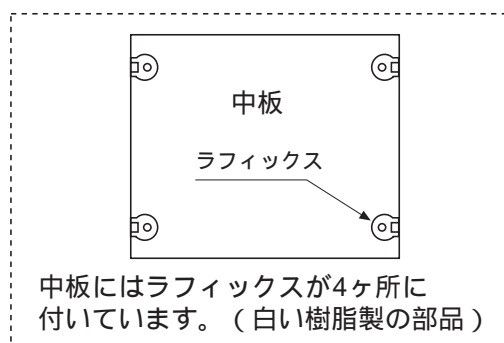 中板
ラフィックス
中板にはラフィックスが4ヶ所に
付いています。（白い樹脂製の部品）